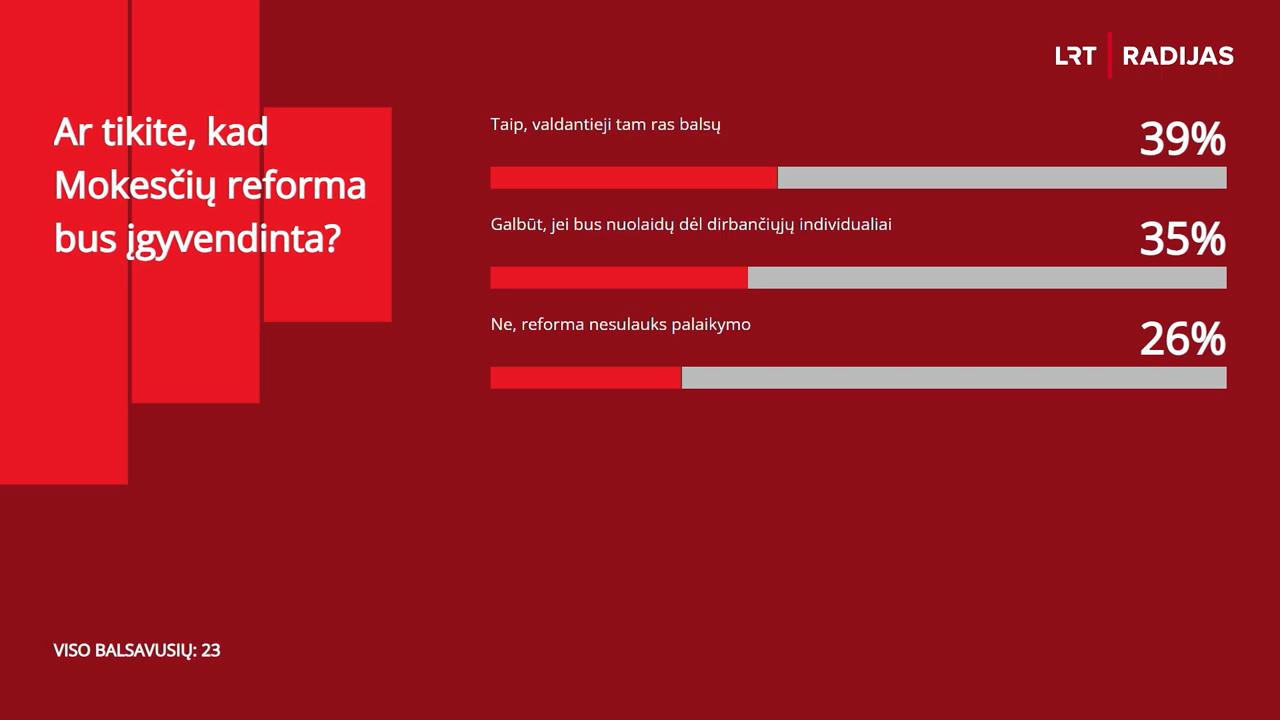 LRT RADIJAS
Ar tikite, kad
Mokesčių reforma
bus įgyvendinta?
Taip, valdantieji tam ras balsų
39%
Galbūt, jei bus nuolaidų dėl dirbančiųjų individualiai
35%
Ne, reforma nesulauks palaikymo
26%
VISO BALSAVUSIŲ: 23